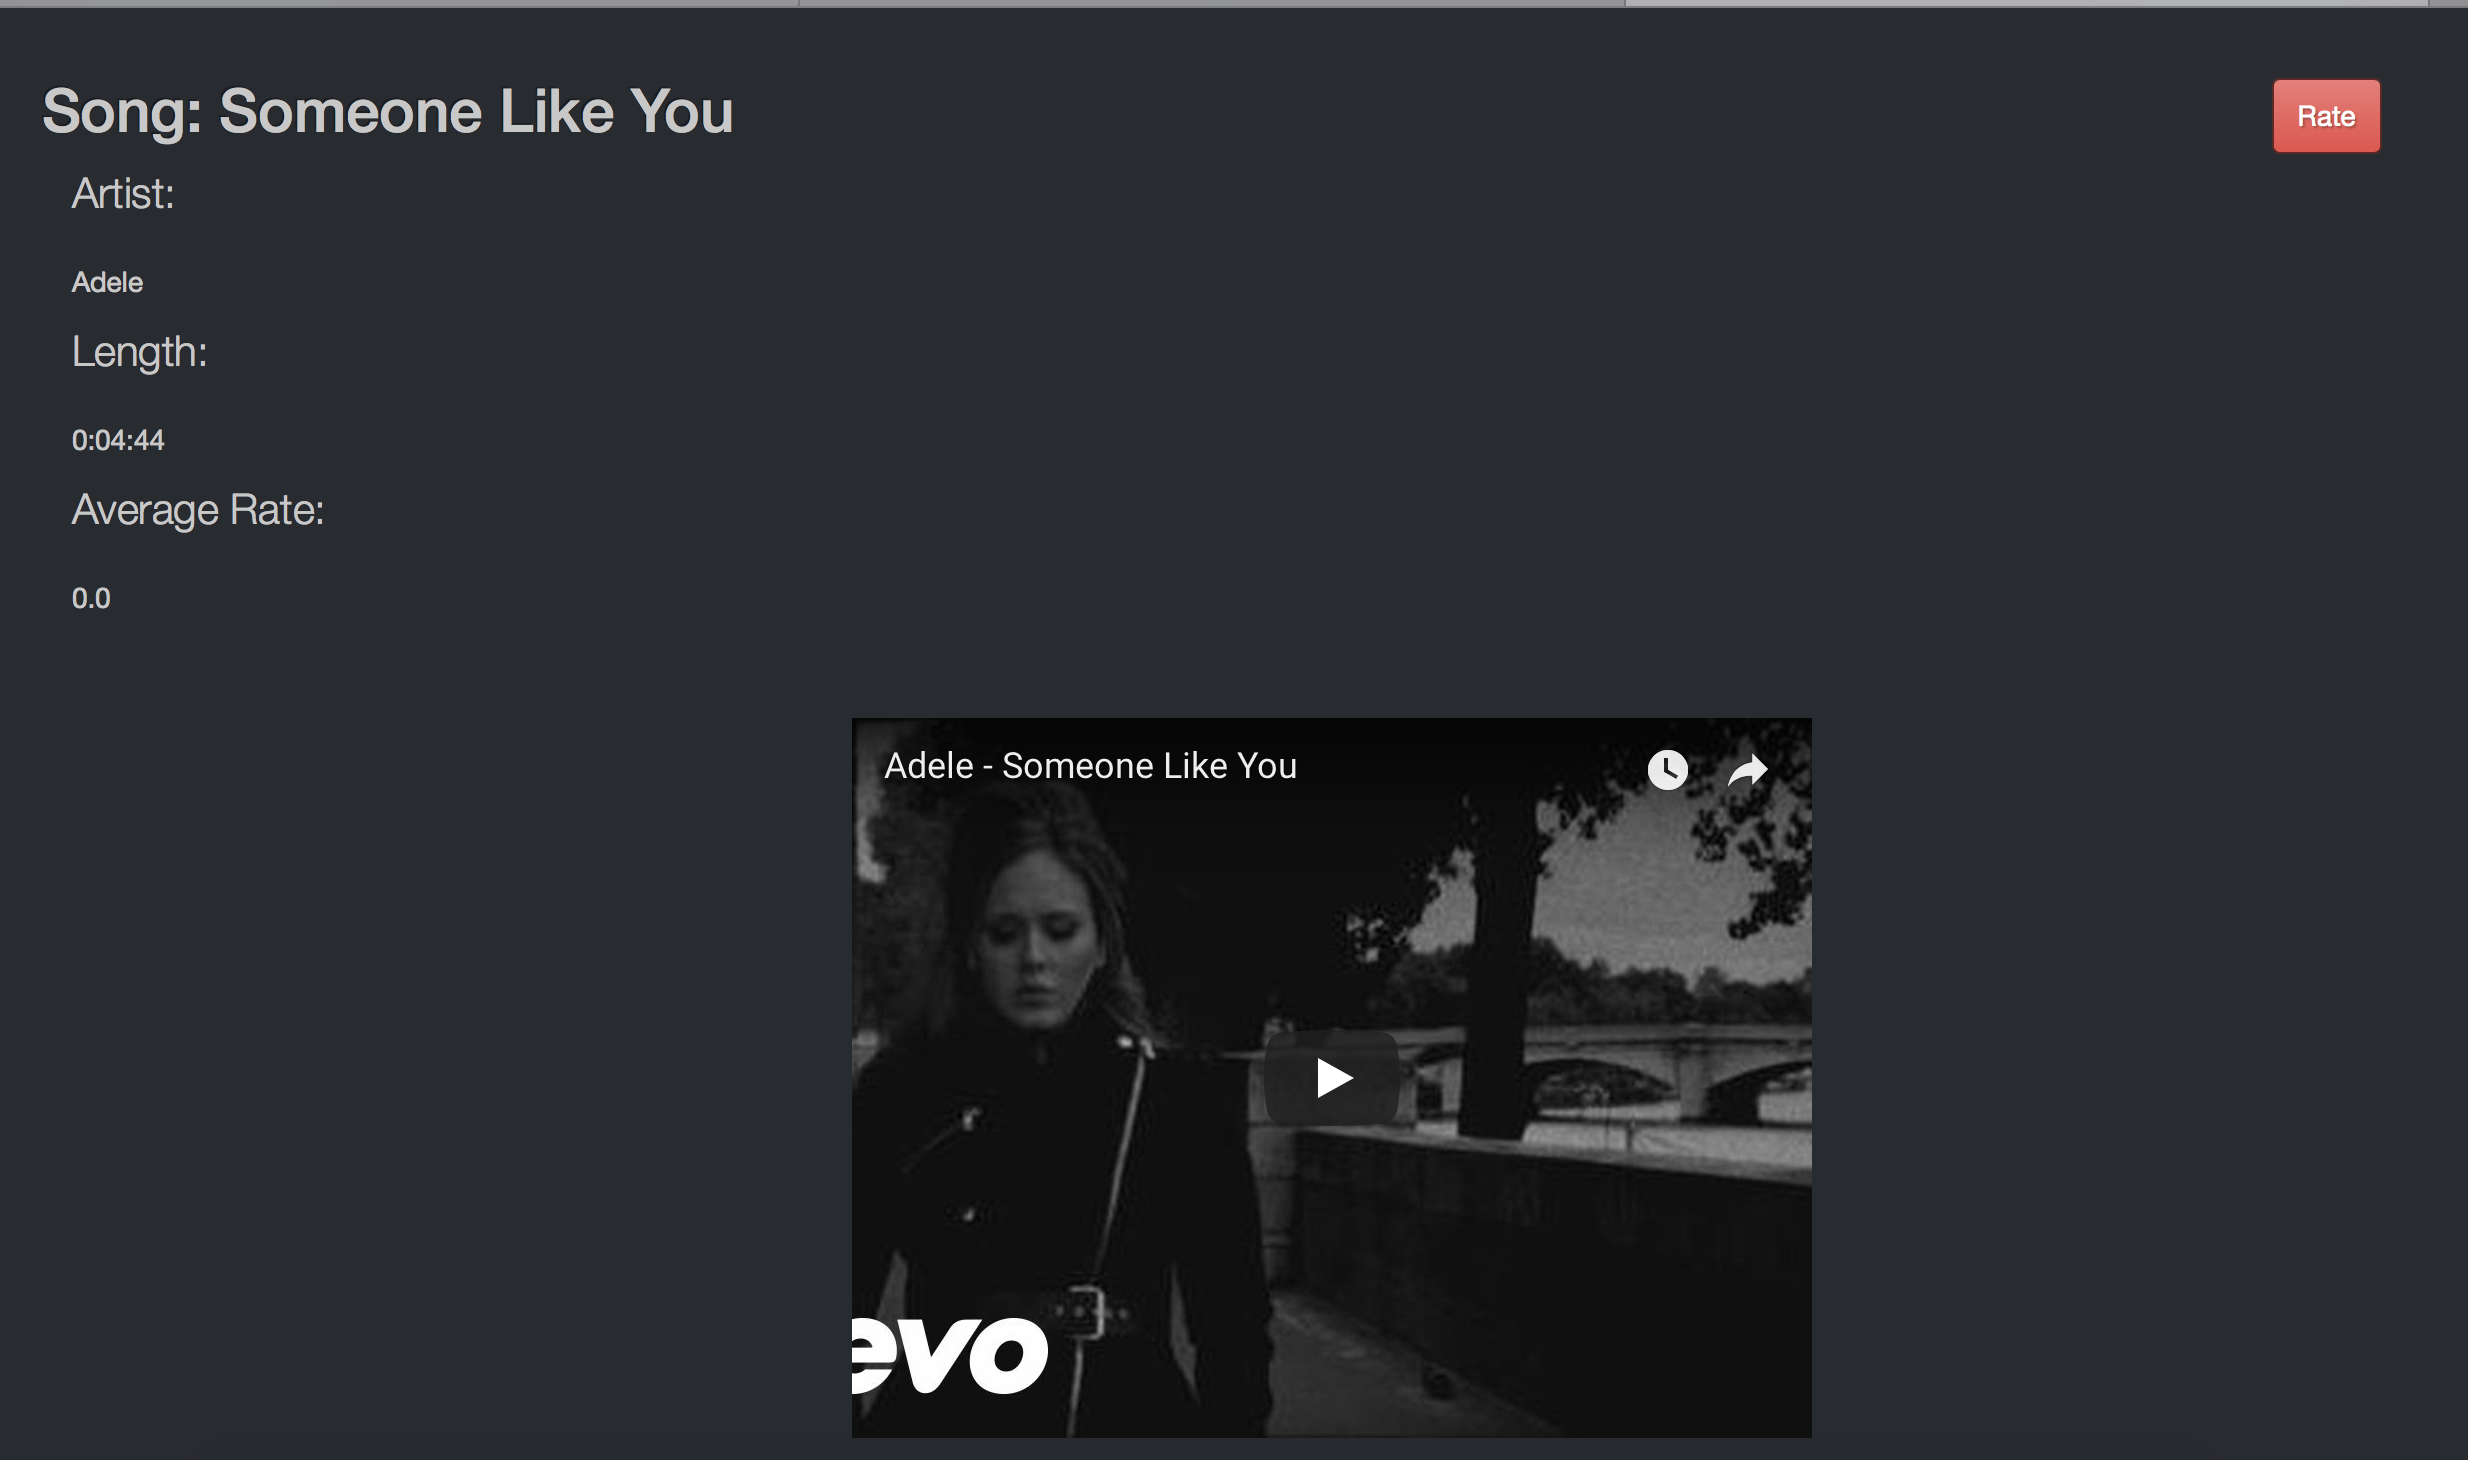 Song: Someone Like You
Rate
Artist:
Adele
Length:
0:04:44
Average Rate:
0.0
Adele - Someone Like You
evo